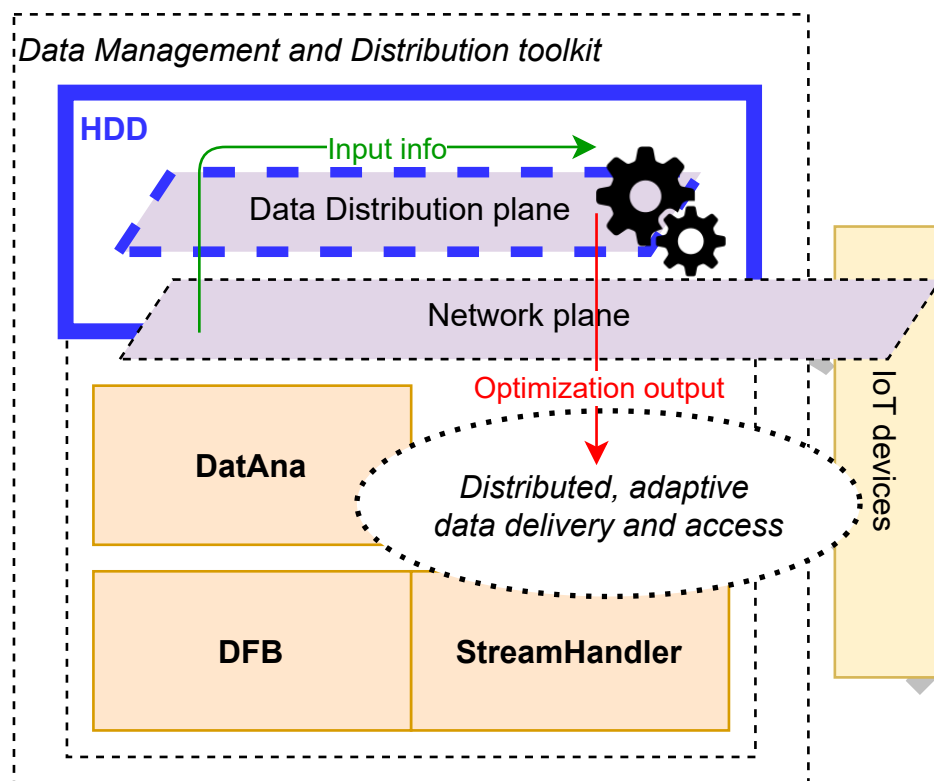 Data Management and Distribution toolkit
HDD
Input info
Data Distribution plane
Network plane
Optimization output
IoT devices
DatAna
Distributed, adaptive
data delivery and access
DFB
StreamHandler